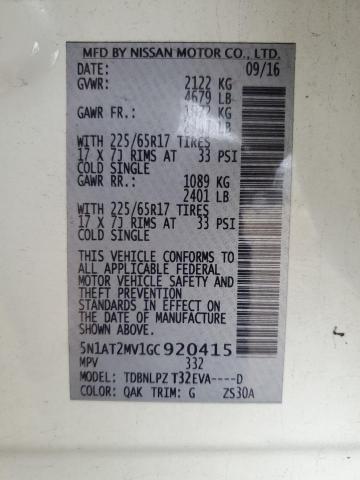 MFD BY NISSAN MOTOR CO., LTD.
DATE: 09/16
GVWR: 2122 KG
4679 LB
GAWR FR.: KG
LB
WITH 225/65R17 TIRES
17 X 7J RIMS AT 33 PSI
COLD SINGLE
GAWR RR.: 1089 KG
2401 LB
WITH 225/65R17 TIRES
17 X 7J RIMS AT 33 PSI
COLD SINGLE
THIS VEHICLE CONFORMS TO
ALL APPLICABLE FEDERAL
MOTOR VEHICLE SAFETY AND
THEFT PREVENTION
STANDARDS IN EFFECT ON
THE DATE OF MANUFACTURE
SHOWN ABOVE.
5N1AT2MV1GC920415
MPV 332
MODEL: TDBNLPZ T32EVA----D
COLOR: QAK TRIM: G ZS30A